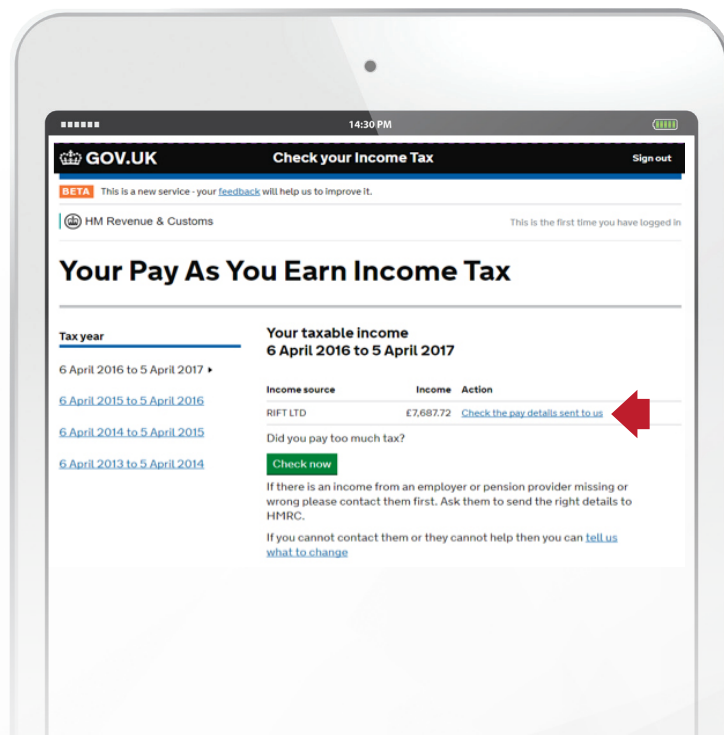 14:30 PM
GOV.UK Check your Income Tax Sign out
BETA This is a new service - your feedback will help us to improve it.
HM Revenue & Customs This is the first time you have logged in
Your Pay As You Earn Income Tax
Tax year
6 April 2016 to 5 April 2017
6 April 2015 to 5 April 2016
6 April 2014 to 5 April 2015
6 April 2013 to 5 April 2014
Your taxable income
6 April 2016 to 5 April 2017
Income source Income Action
RIFT LTD £7,687.72 Check the pay details sent to us
Did you pay too much tax?
Check now
If there is an income from an employer or pension provider missing or
wrong please contact them first. Ask them to send the right details to
HMRC.
If you cannot contact them or they cannot help then you can tell us
what to change